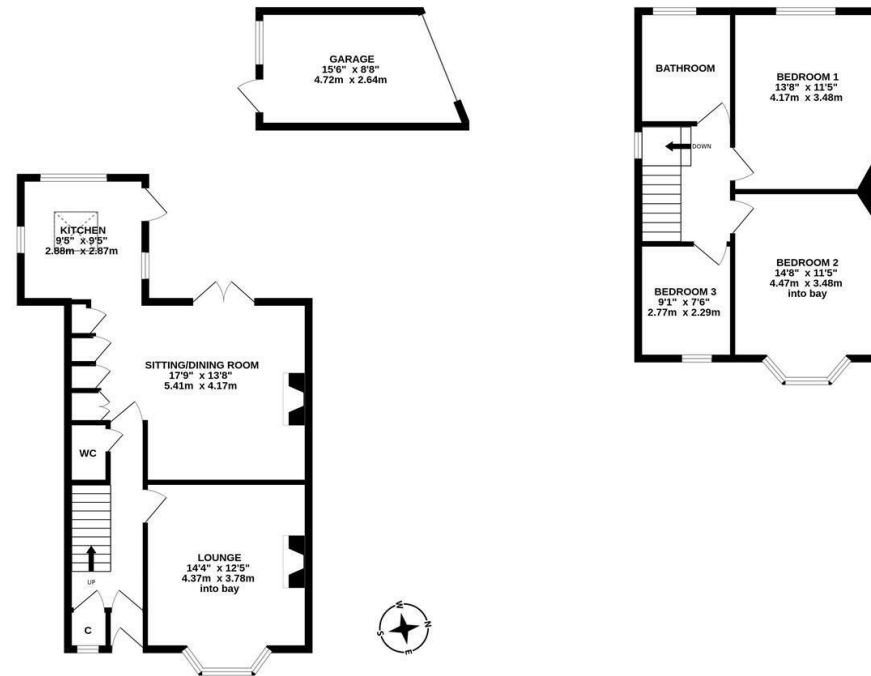 GARAGE
15'6" x 8'8"
4.72m x 2.64m
KITCHEN
9'5" x 9'5"
2.88m x 2.87m
SITTING/DINING ROOM
17'9" x 13'8"
5.41m x 4.17m
WC
LOUNGE
14'4" x 12'5"
4.37m x 3.78m
into bay
UP
C
W
N
S
E
BATHROOM
BEDROOM 1
13'8" x 11'5"
4.17m x 3.48m
DOWN
BEDROOM 2
14'8" x 11'5"
4.47m x 3.48m
into bay
BEDROOM 3
9'1" x 7'6"
2.77m x 2.29m